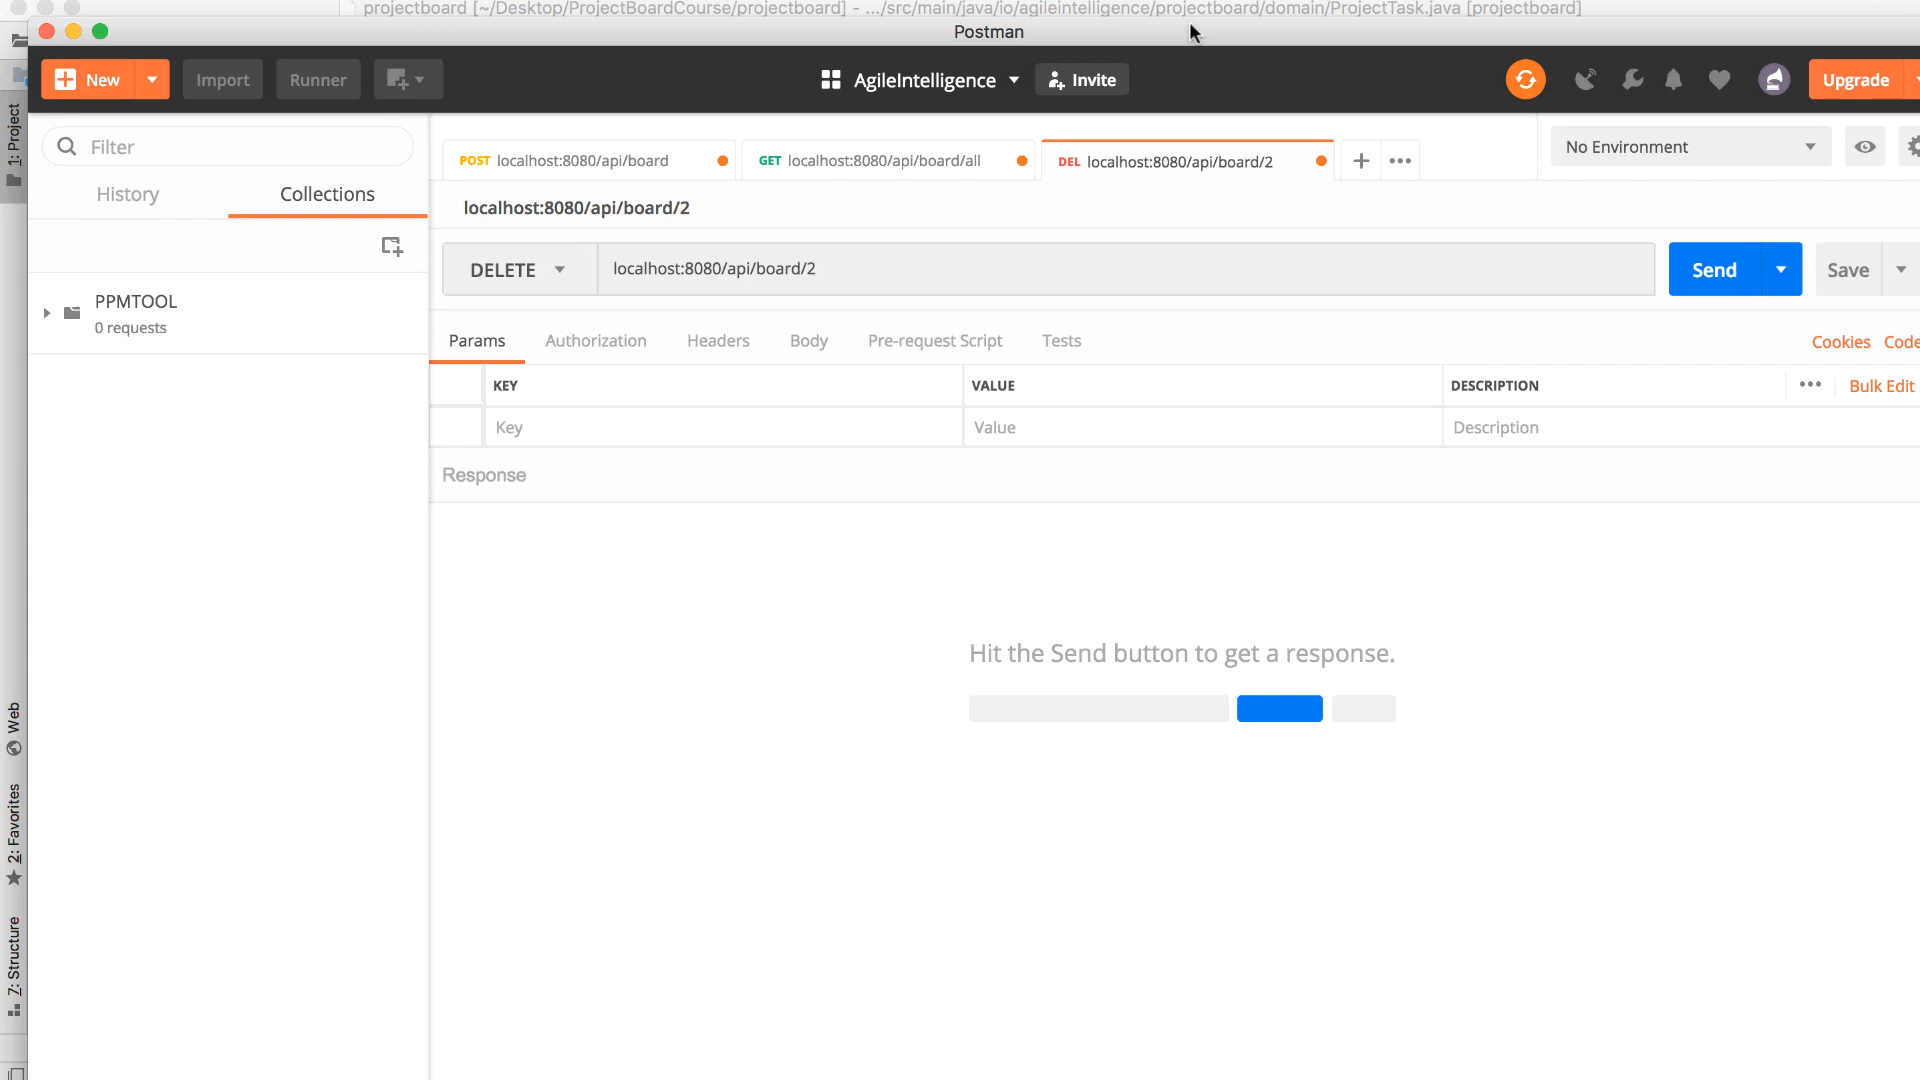 projectboard [~/Desktop/ProjectBoardCourse/projectboard] - .../src/main/java/io/agileintelligence/projectboard/domain/ProjectTask.java [projectboard]
Postman
New
Import
Runner
AgileIntelligence
Invite
Upgrade
1: Project
Filter
History
Collections
PPMTOOL
0 requests
POST localhost:8080/api/board
GET localhost:8080/api/board/all
DEL localhost:8080/api/board/2
No Environment
localhost:8080/api/board/2
DELETE
localhost:8080/api/board/2
Send
Save
Params
Authorization
Headers
Body
Pre-request Script
Tests
Cookies
Code
KEY
VALUE
DESCRIPTION
Bulk Edit
Key
Value
Description
Response
Hit the Send button to get a response.
Web
2: Favorites
Z: Structure